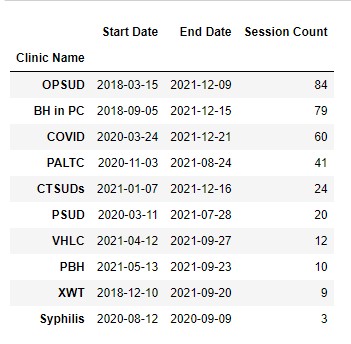 Start Date End Date Session Count
Clinic Name
OPSUD 2018-03-15 2021-12-09 84
BH in PC 2018-09-05 2021-12-15 79
COVID 2020-03-24 2021-12-21 60
PALTC 2020-11-03 2021-08-24 41
CTSUDs 2021-01-07 2021-12-16 24
PSUD 2020-03-11 2021-07-28 20
VHLC 2021-04-12 2021-09-27 12
PBH 2021-05-13 2021-09-23 10
XWT 2018-12-10 2021-09-20 9
Syphilis 2020-08-12 2020-09-09 3